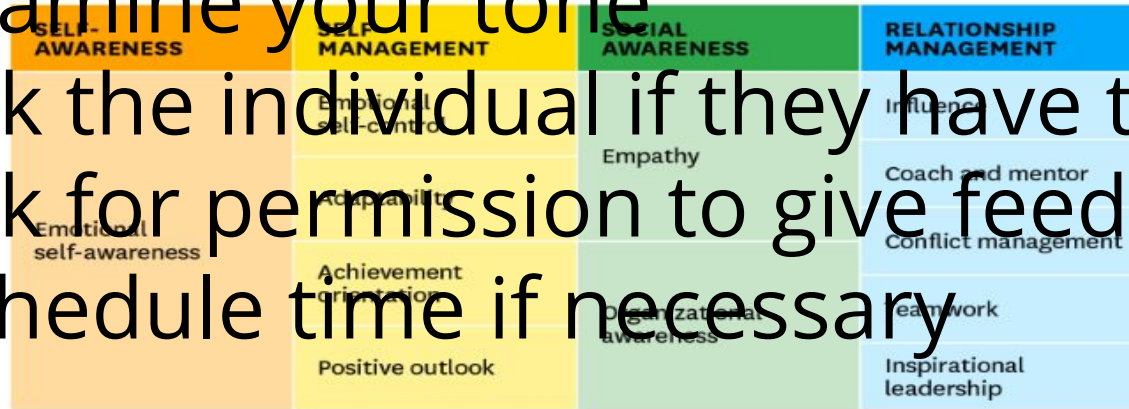 amine your tone
k the individual if they have t
k for permission to give feed
hedule time if necessary
SELF-
AWARENESS
Emotional
self-awareness
SELF-
MANAGEMENT
Emotional
self-control
Adaptability
Achievement
orientation
Positive outlook
SOCIAL
AWARENESS
Empathy
Organizational
awareness
RELATIONSHIP
MANAGEMENT
Influence
Coach and mentor
Conflict management
Teamwork
Inspirational
leadership